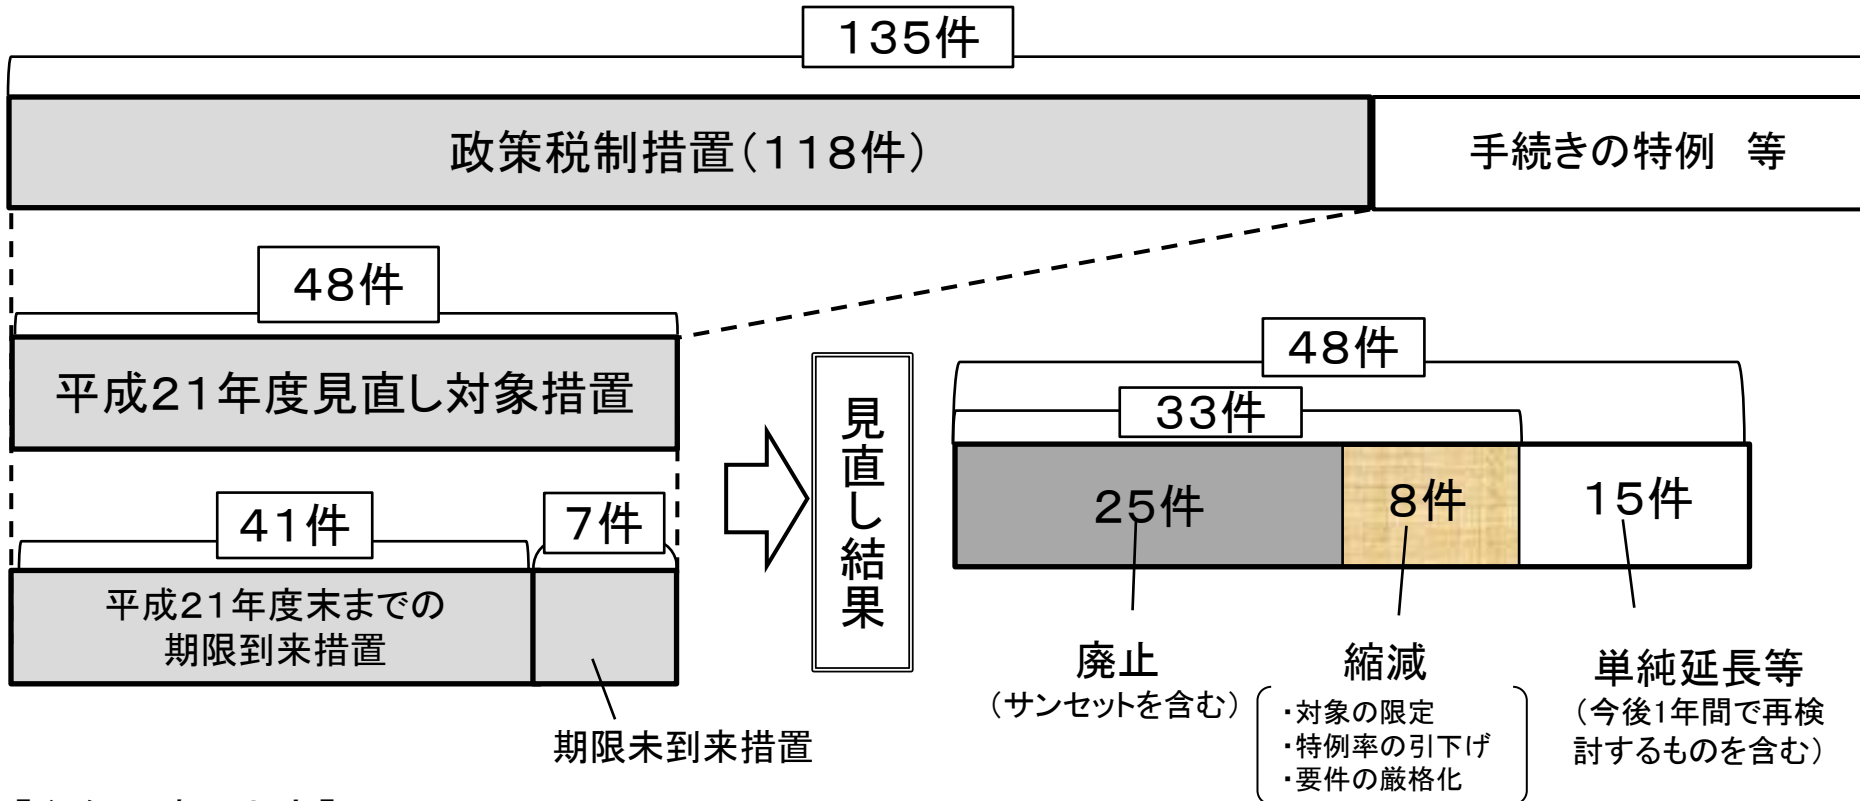 135件
政策税制措置(118件)
手続きの特例　等
48件
平成21年度見直し対象措置
41件
7件
平成21年度末までの
期限到来措置
期限未到来措置
見直し結果
48件
33件
25件
8件
15件
廃止
(サンセットを含む)
縮減
・対象の限定
・特例率の引下げ
・要件の厳格化
単純延長等
(今後1年間で再検
討するものを含む)